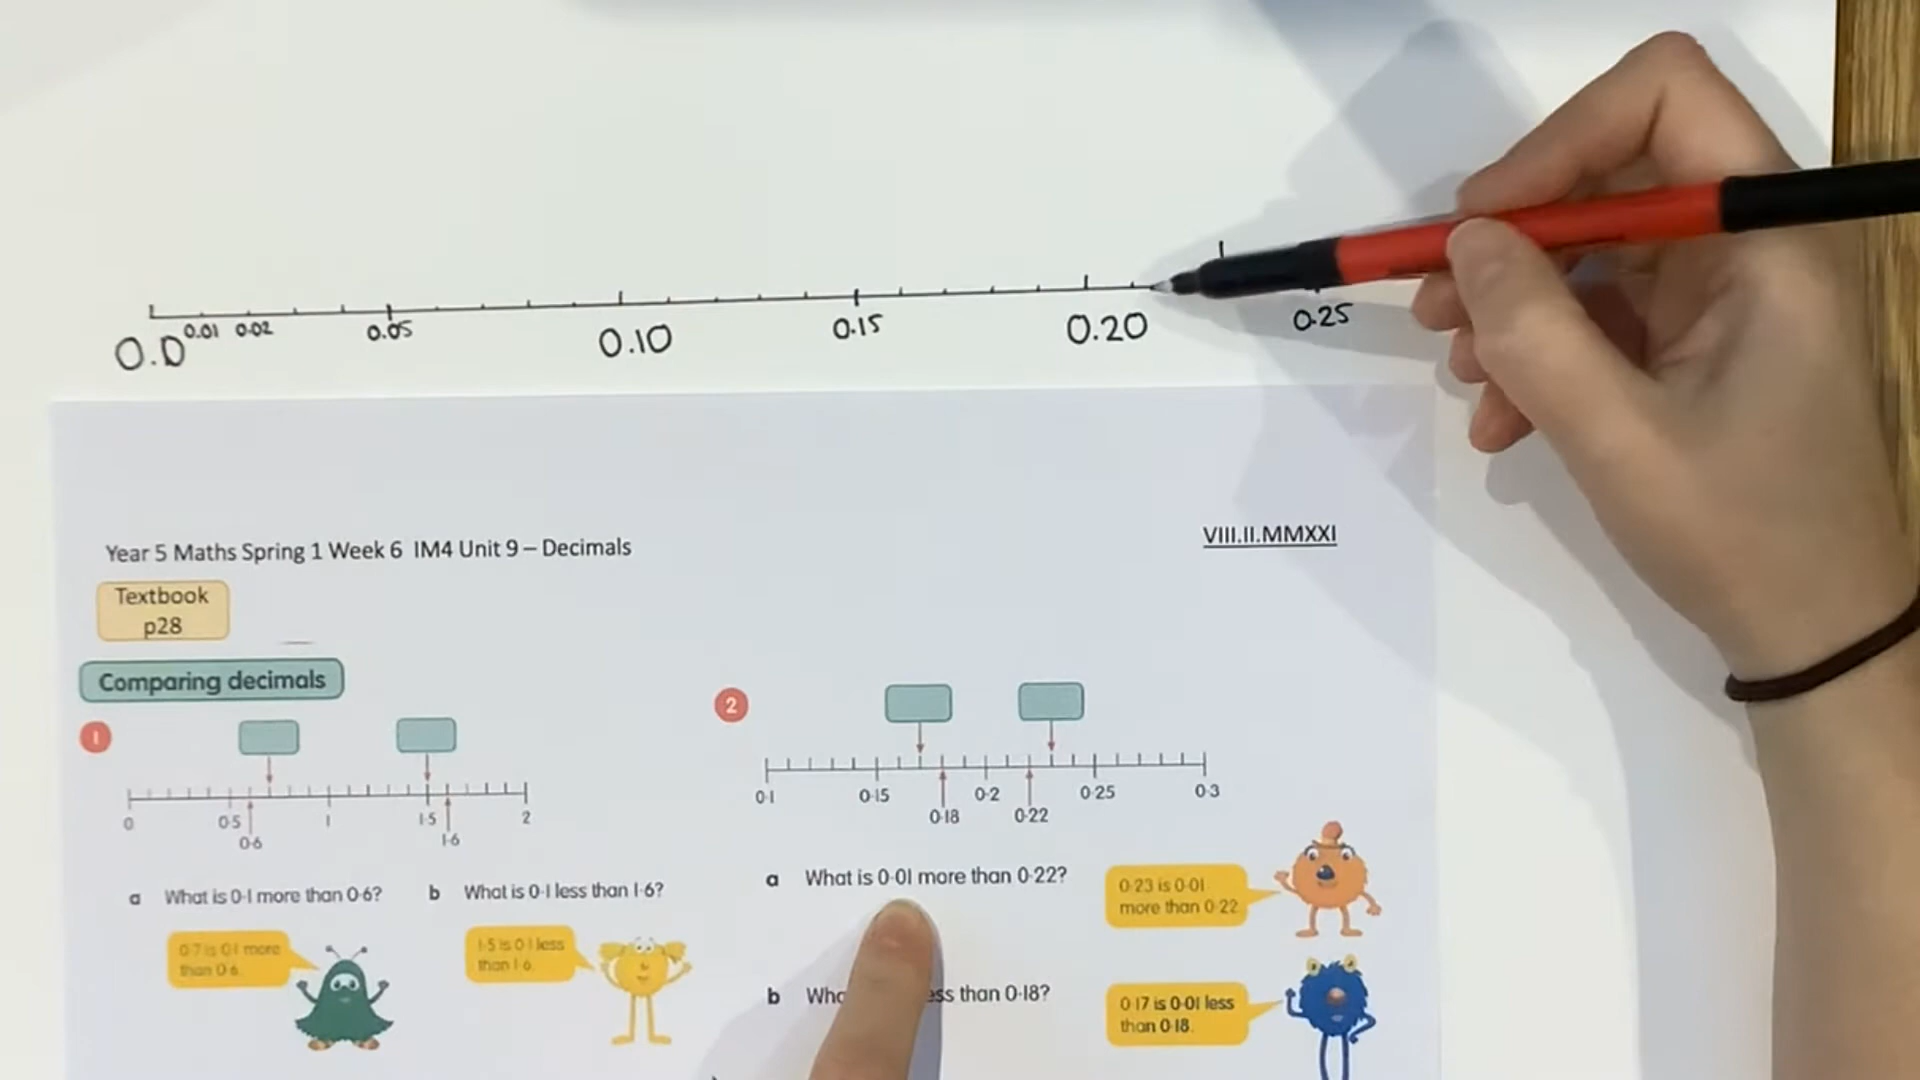 0.0 0.01 0.02 0.05 0.10 0.15 0.20 0.25
Year 5 Maths Spring 1 Week 6 IM4 Unit 9 – Decimals
VIII.II.MMXXI
Textbook
p28
Comparing decimals
1
0 0·5 1 1·5 2
0·6 1·6
a What is 0·1 more than 0·6?
b What is 0·1 less than 1·6?
0·7 is 0·1 more
than 0·6.
1·5 is 0·1 less
than 1·6.
2
0·1 0·15 0·2 0·25 0·3
0·18 0·22
a What is 0·01 more than 0·22?
0·23 is 0·01
more than 0·22
b less than 0·18?
0·17 is 0·01 less
than 0·18.